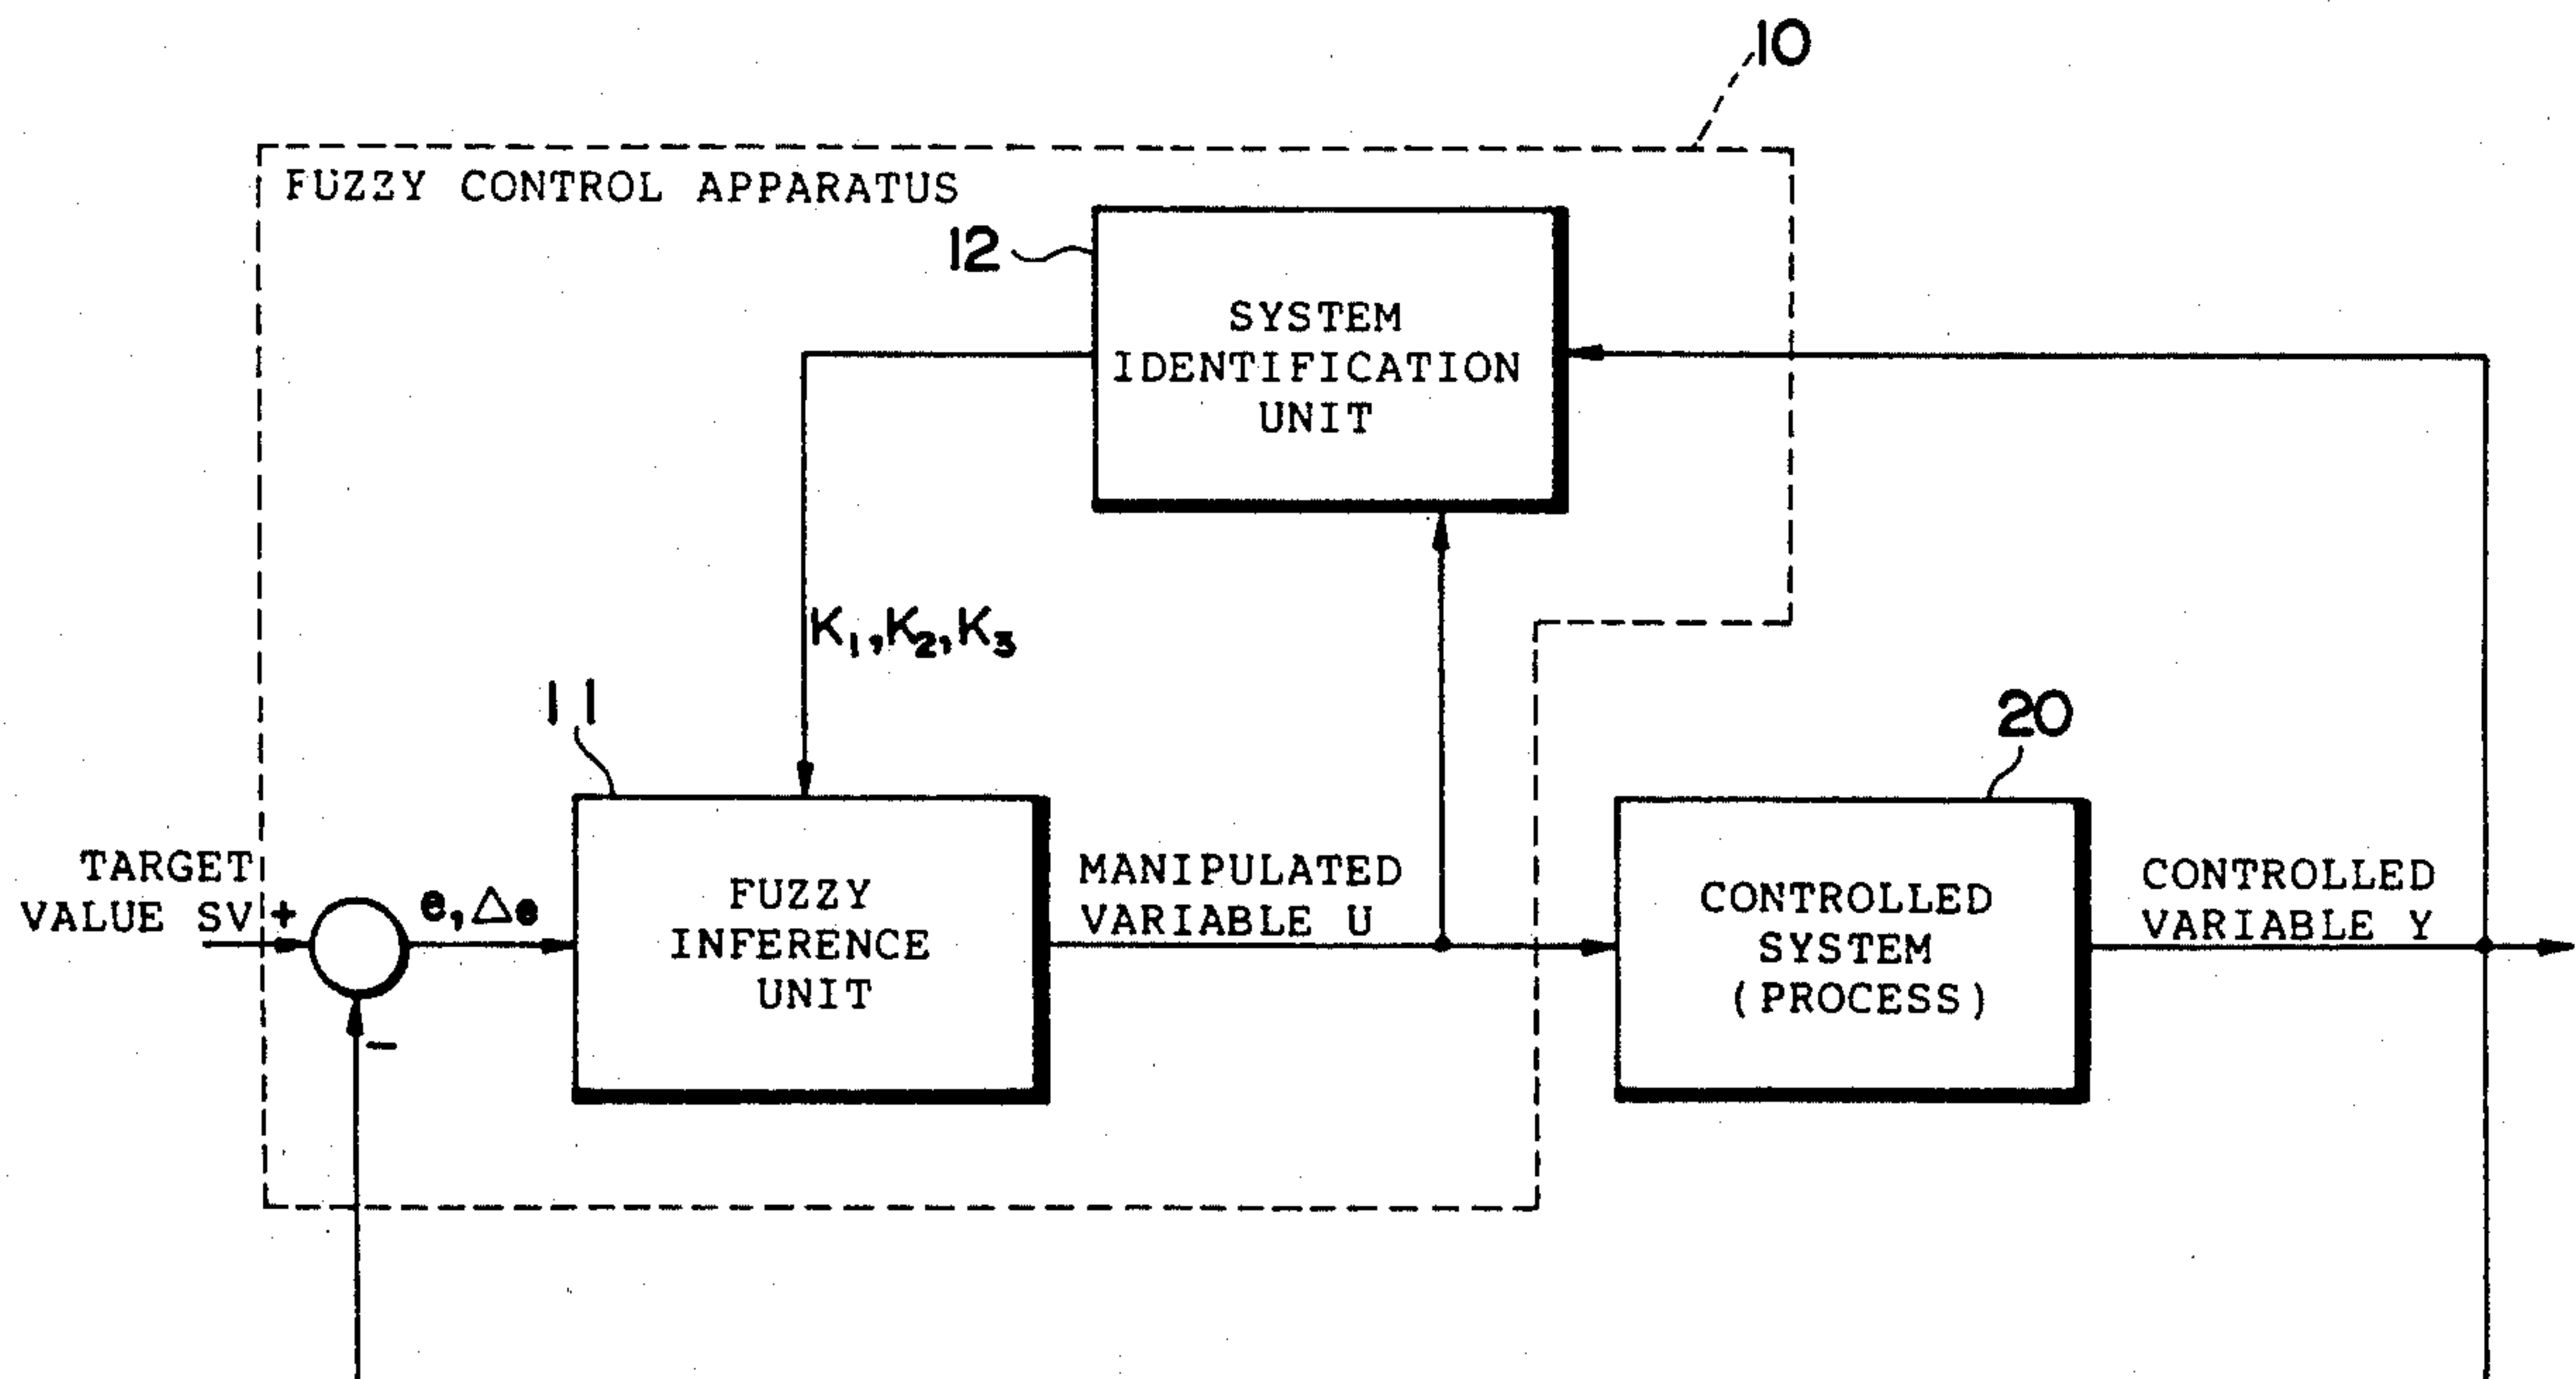 10
FUZZY CONTROL APPARATUS
12
SYSTEM
IDENTIFICATION
UNIT
K₁,K₂,K₃
11
20
TARGET
VALUE SV
+
e,△e
FUZZY
INFERENCE
UNIT
MANIPULATED
VARIABLE U
CONTROLLED
SYSTEM
(PROCESS)
CONTROLLED
VARIABLE Y
−